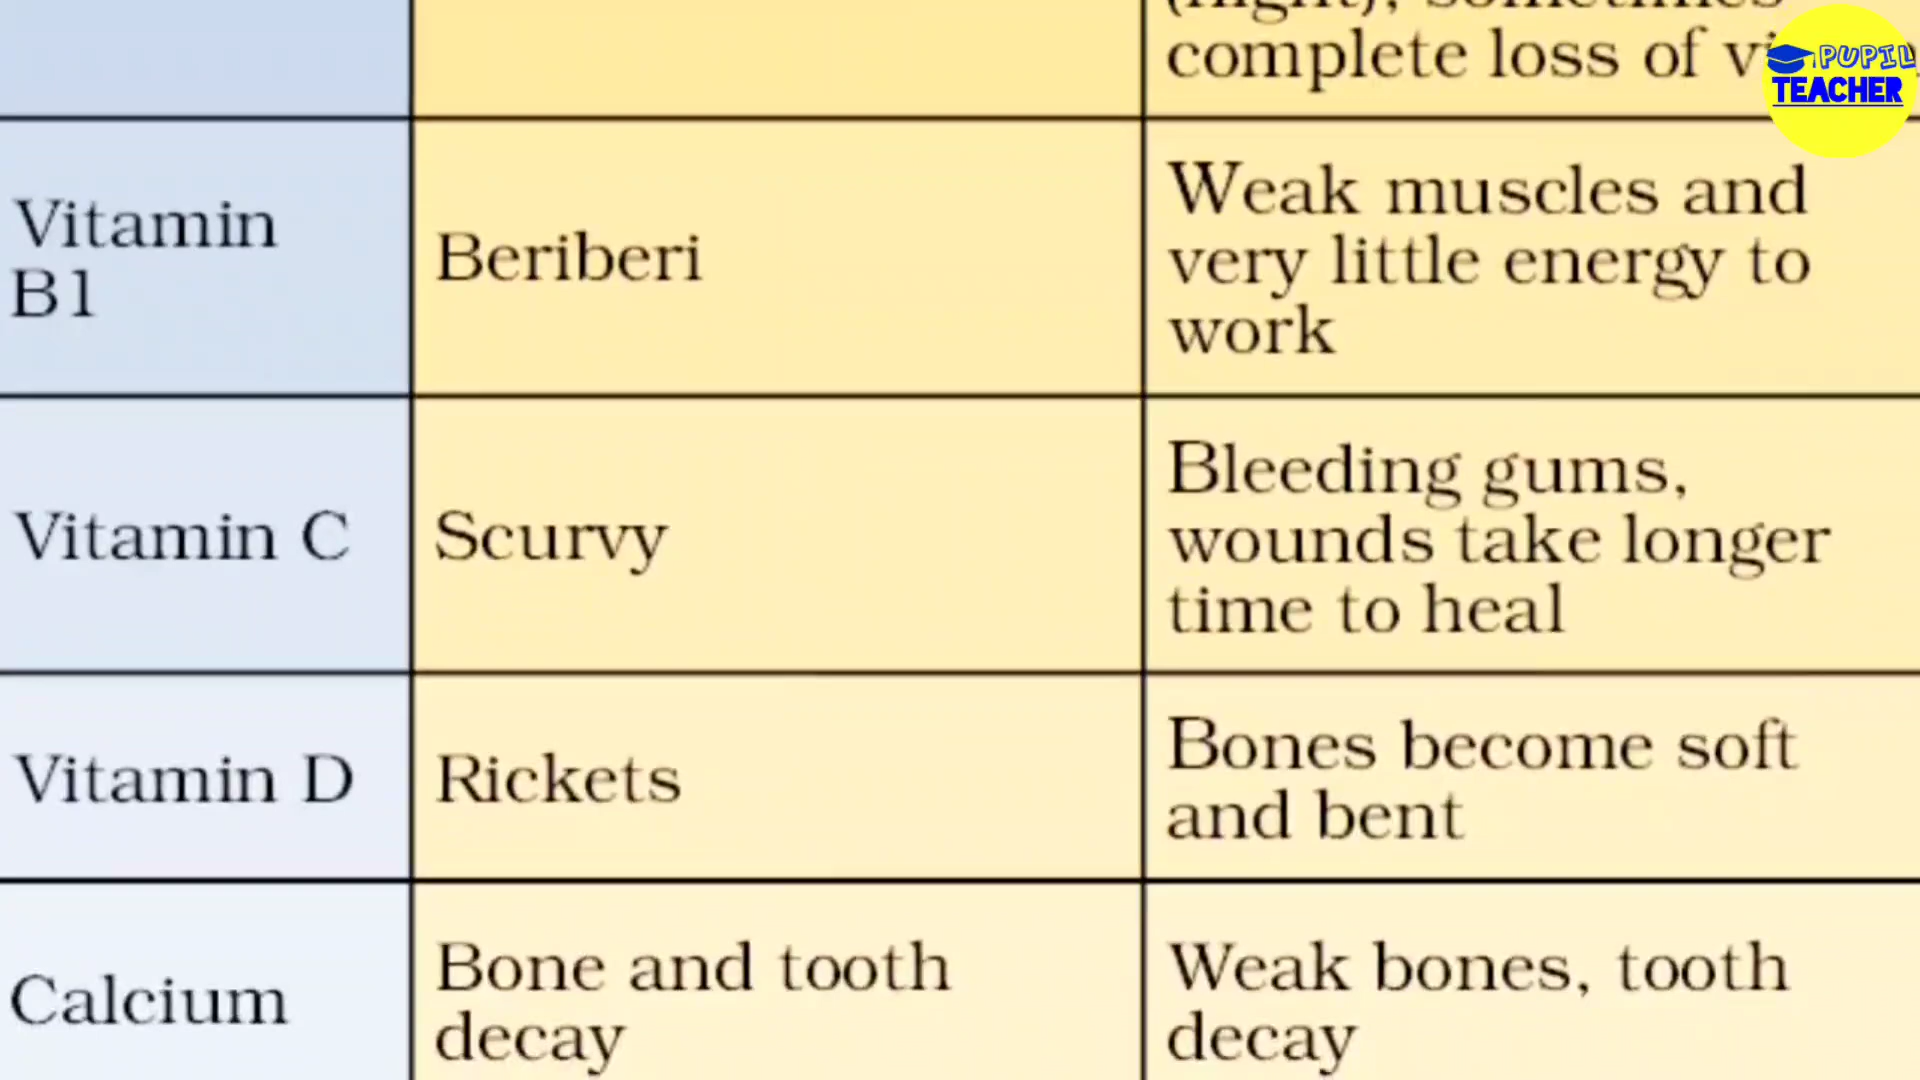 complete loss of
PUPIL
TEACHER
Vitamin
B1
Beriberi
Weak muscles and
very little energy to
work
Vitamin C
Scurvy
Bleeding gums,
wounds take longer
time to heal
Vitamin D
Rickets
Bones become soft
and bent
Calcium
Bone and tooth
decay
Weak bones, tooth
decay